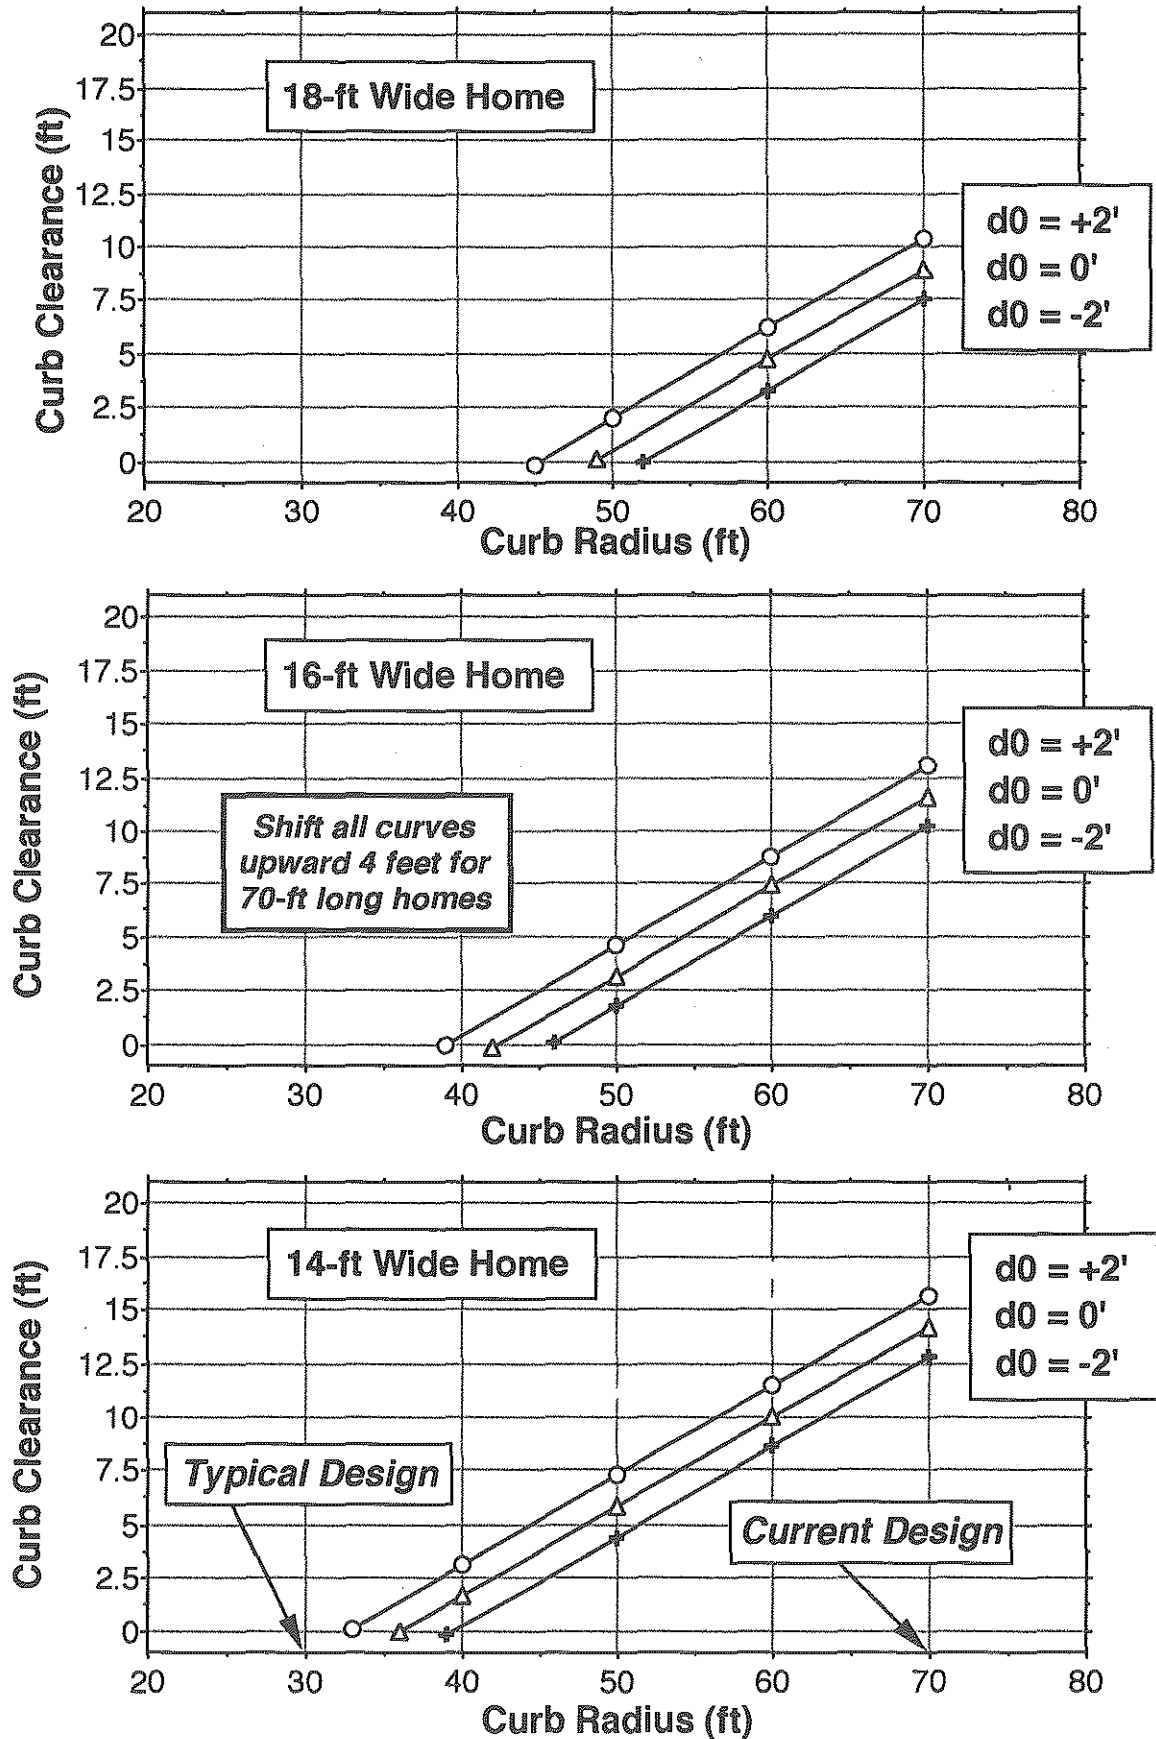 20
17.5
15
12.5
10
7.5
5
2.5
0
Curb Clearance (ft)
18-ft Wide Home
d0 = +2'
d0 = 0'
d0 = -2'
20 30 40 50 60 70 80
Curb Radius (ft)
20
17.5
15
12.5
10
7.5
5
2.5
0
Curb Clearance (ft)
16-ft Wide Home
Shift all curves
upward 4 feet for
70-ft long homes
d0 = +2'
d0 = 0'
d0 = -2'
20 30 40 50 60 70 80
Curb Radius (ft)
20
17.5
15
12.5
10
7.5
5
2.5
0
Curb Clearance (ft)
14-ft Wide Home
d0 = +2'
d0 = 0'
d0 = -2'
Typical Design
Current Design
20 30 40 50 60 70 80
Curb Radius (ft)